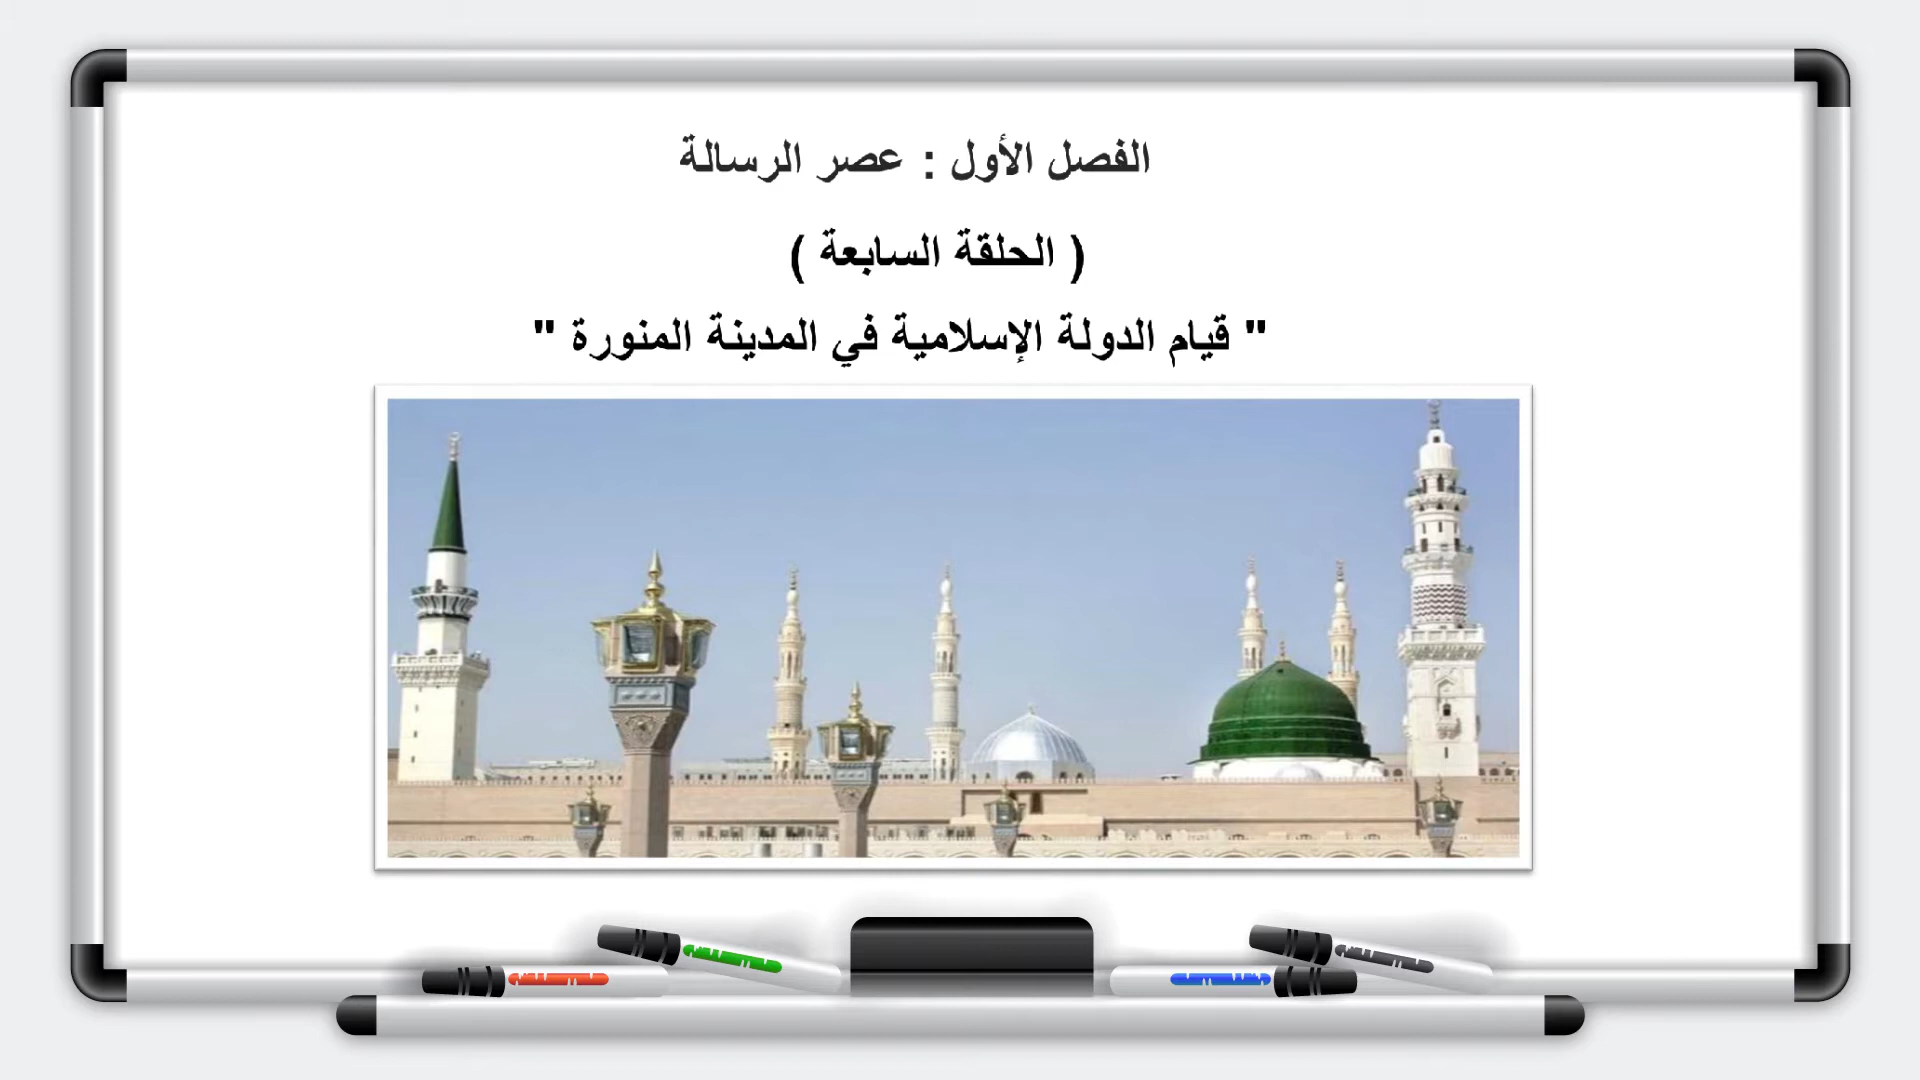 الفصل الأول : عصر الرسالة
( الحلقة السابعة )
" قيام الدولة الإسلامية في المدينة المنورة "